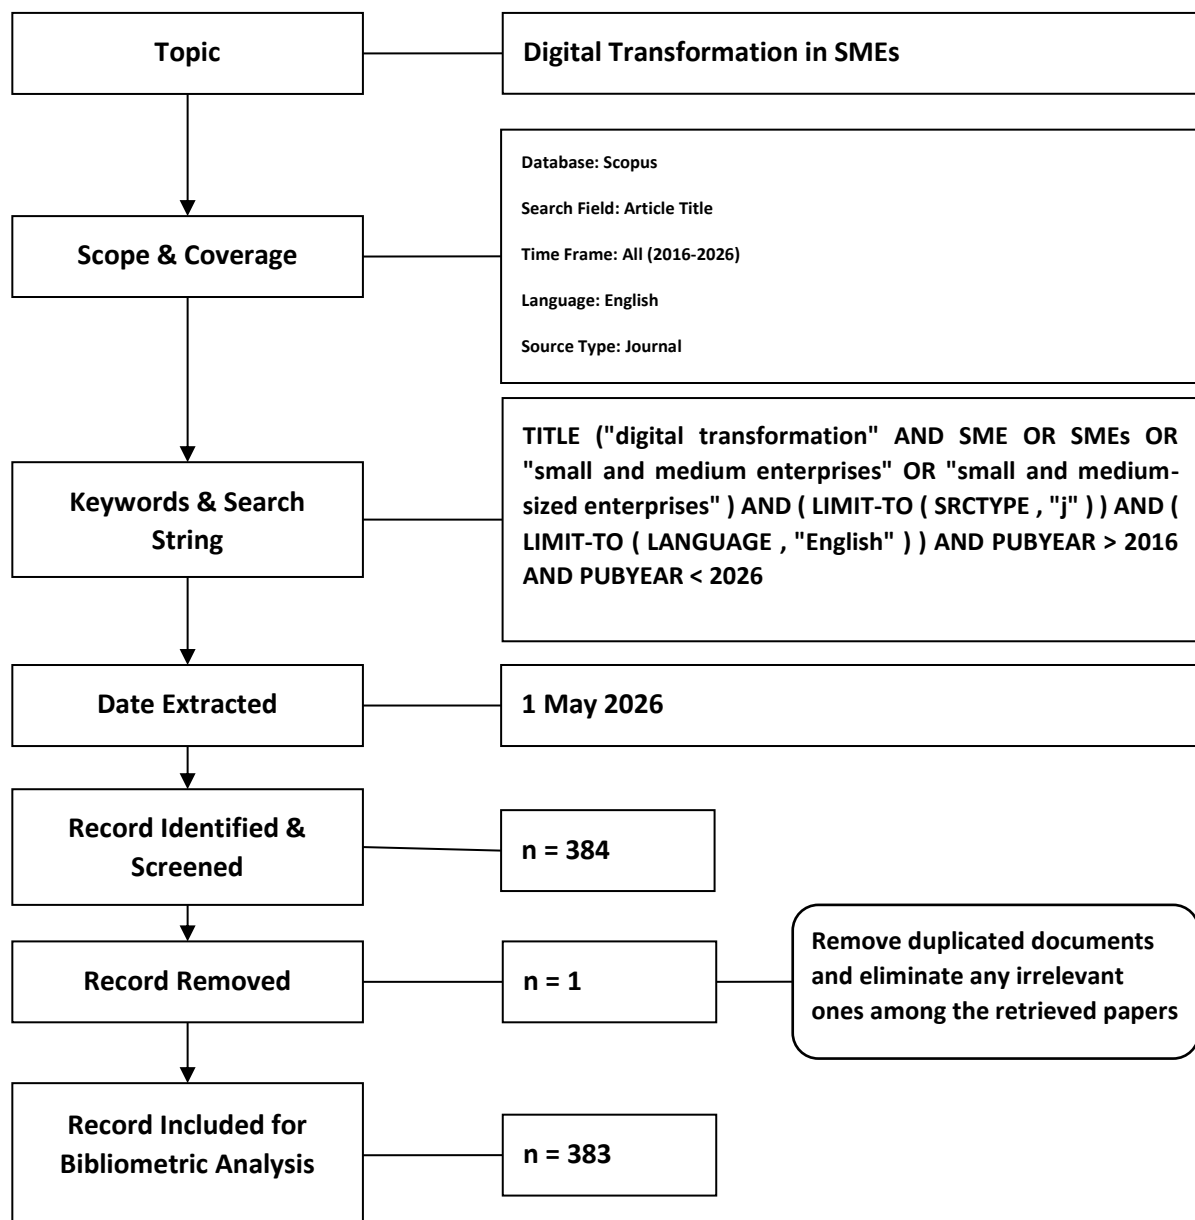 Topic
Digital Transformation in SMEs
Database: Scopus
Search Field: Article Title
Time Frame: All (2016-2026)
Language: English
Source Type: Journal
Scope & Coverage
TITLE ("digital transformation" AND SME OR SMEs OR
"small and medium enterprises" OR "small and medium-
sized enterprises" ) AND ( LIMIT-TO ( SRCTYPE , "j" ) ) AND (
LIMIT-TO ( LANGUAGE , "English" ) ) AND PUBYEAR > 2016
AND PUBYEAR < 2026
Keywords & Search
String
Date Extracted
1 May 2026
Record Identified &
Screened
n = 384
Record Removed
n = 1
Remove duplicated documents
and eliminate any irrelevant
ones among the retrieved papers
Record Included for
Bibliometric Analysis
n = 383